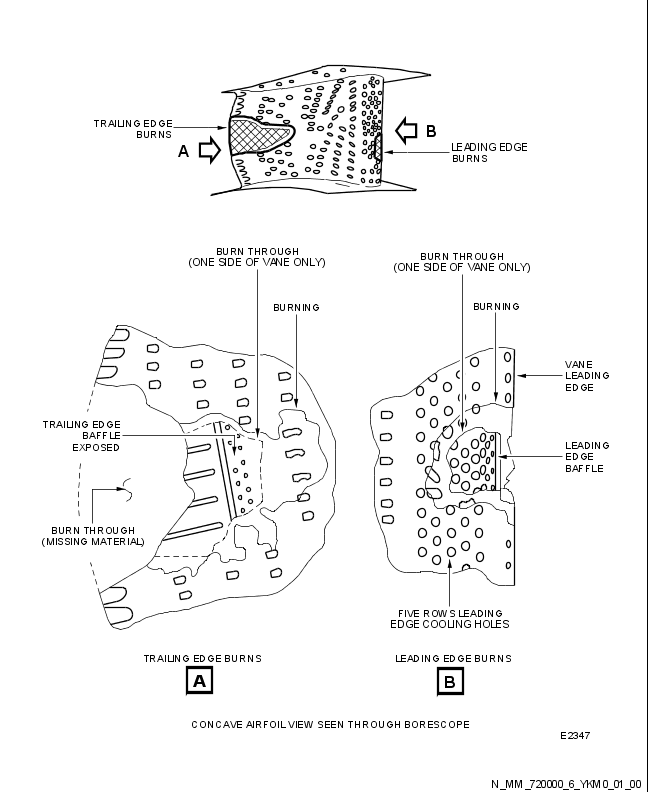 TRAILING EDGE
BURNS
A
B
LEADING EDGE
BURNS
BURN THROUGH
(ONE SIDE OF VANE ONLY)
BURNING
TRAILING EDGE
BAFFLE
EXPOSED
BURN THROUGH
(MISSING MATERIAL)
BURN THROUGH
(ONE SIDE OF VANE ONLY)
BURNING
VANE
LEADING
EDGE
LEADING
EDGE
BAFFLE
FIVE ROWS LEADING
EDGE COOLING HOLES
TRAILING EDGE BURNS
A
LEADING EDGE BURNS
B
CONCAVE AIRFOIL VIEW SEEN THROUGH BORESCOPE
E2347
N_MM_720000_6_YKM0_01_00